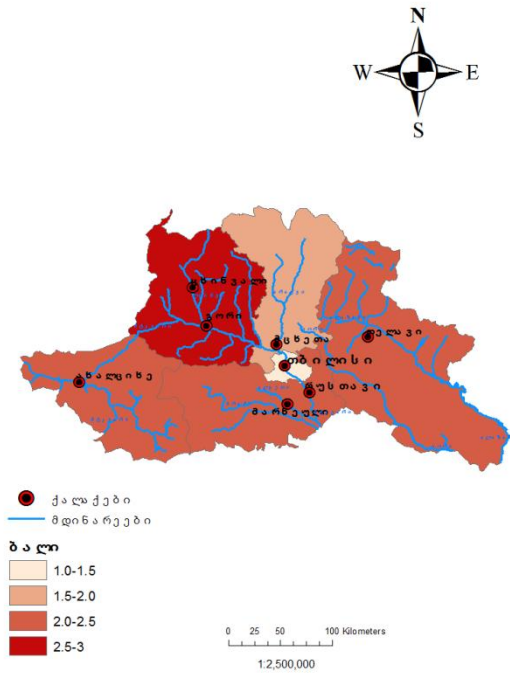 N
W E
S
ცხინვალი
გორი
მცხეთა
თელავი
თბილისი
ახალციხე
რუსთავი
მარნეული
ქალაქები
მდინარეები
ბალი
1.0-1.5
1.5-2.0
2.0-2.5
2.5-3
0 25 50 100 Kilometers
1:2,500,000